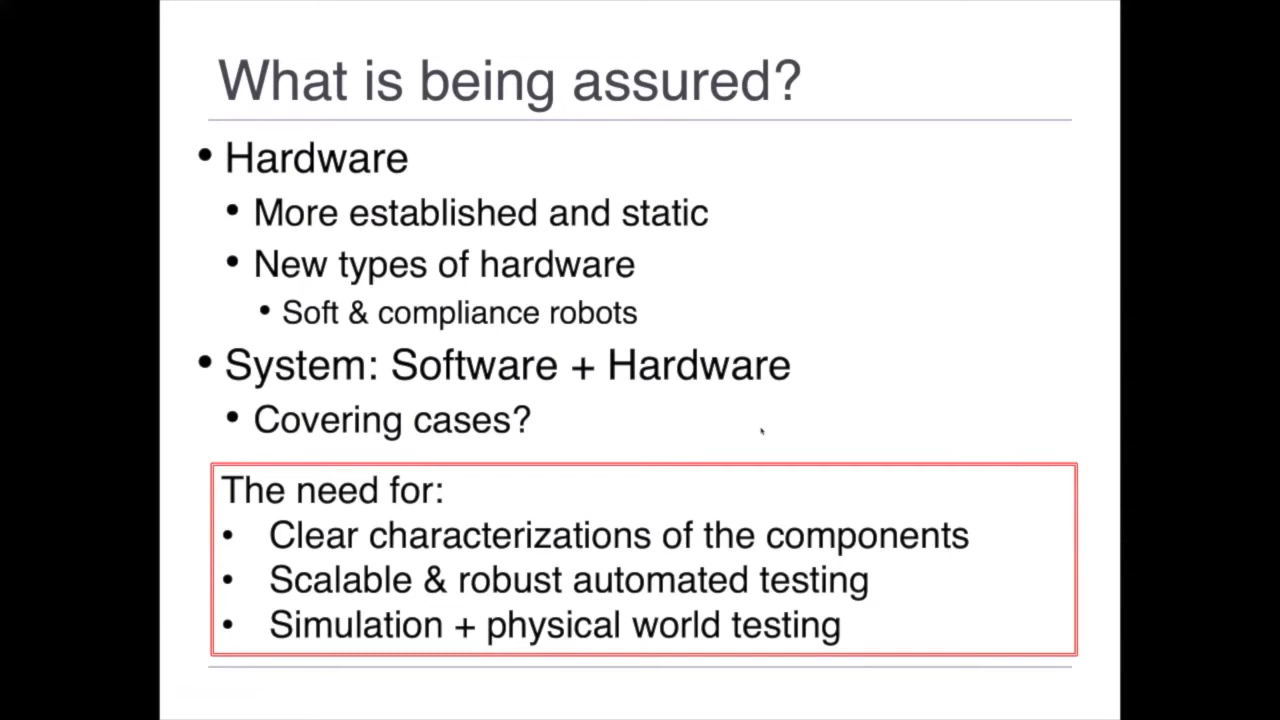 What is being assured?
• Hardware
• More established and static
• New types of hardware
• Soft & compliance robots
• System: Software + Hardware
• Covering cases?
The need for:
• Clear characterizations of the components
• Scalable & robust automated testing
• Simulation + physical world testing